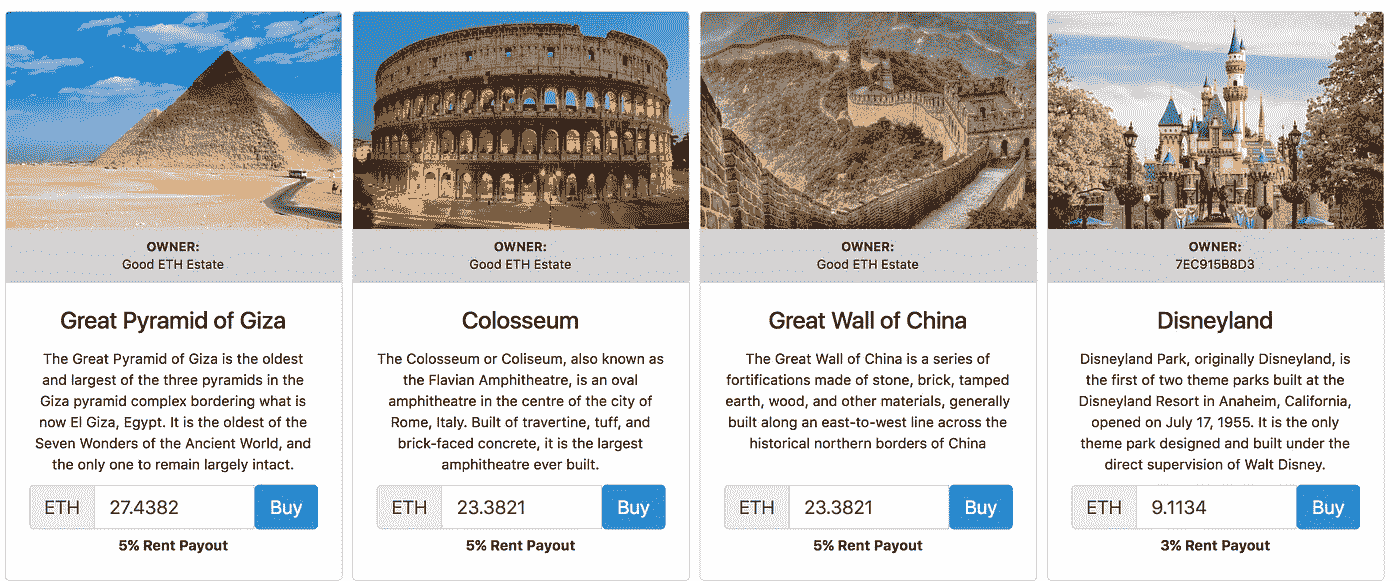 OWNER:
Good ETH Estate
Great Pyramid of Giza
The Great Pyramid of Giza is the oldest
and largest of the three pyramids in the
Giza pyramid complex bordering what is
now El Giza, Egypt. It is the oldest of the
Seven Wonders of the Ancient World, and
the only one to remain largely intact.
ETH 27.4382 Buy
5% Rent Payout
OWNER:
Good ETH Estate
Colosseum
The Colosseum or Coliseum, also known as
the Flavian Amphitheatre, is an oval
amphitheatre in the centre of the city of
Rome, Italy. Built of travertine, tuff, and
brick-faced concrete, it is the largest
amphitheatre ever built.
ETH 23.3821 Buy
5% Rent Payout
OWNER:
Good ETH Estate
Great Wall of China
The Great Wall of China is a series of
fortifications made of stone, brick, tamped
earth, wood, and other materials, generally
built along an east-to-west line across the
historical northern borders of China
ETH 23.3821 Buy
5% Rent Payout
OWNER:
7EC915B8D3
Disneyland
Disneyland Park, originally Disneyland, is
the first of two theme parks built at the
Disneyland Resort in Anaheim, California,
opened on July 17, 1955. It is the only
theme park designed and built under the
direct supervision of Walt Disney.
ETH 9.1134 Buy
3% Rent Payout